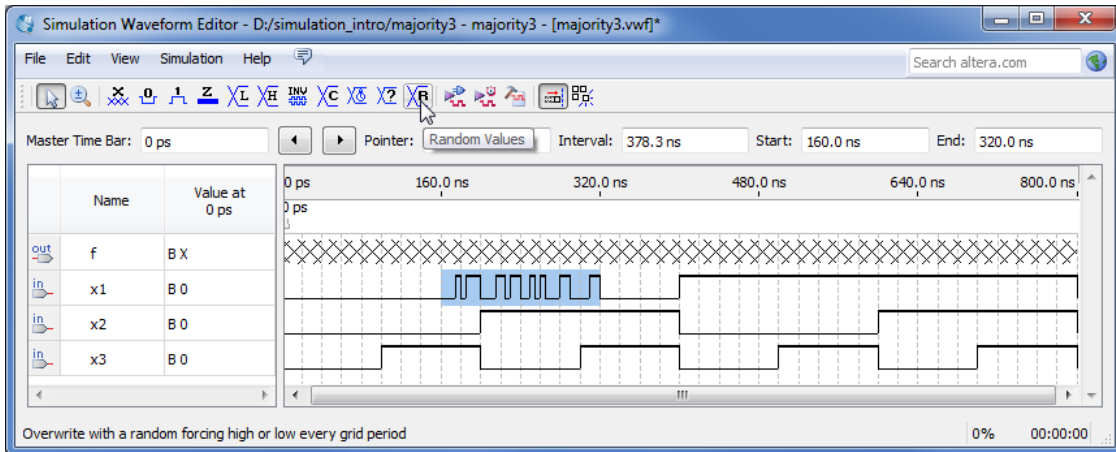 Simulation Waveform Editor - D:/simulation_intro/majority3 - majority3 - [majority3.vwf]*
File Edit View Simulation Help Search altera.com
Master Time Bar: 0 ps Pointer: Random Values Interval: 378.3 ns Start: 160.0 ns End: 320.0 ns
Name Value at 0 ps
0 ps 160.0 ns 320.0 ns 480.0 ns 640.0 ns 800.0 ns
0 ps
out f B X
in x1 B 0
in x2 B 0
in x3 B 0
Overwrite with a random forcing high or low every grid period 0% 00:00:00